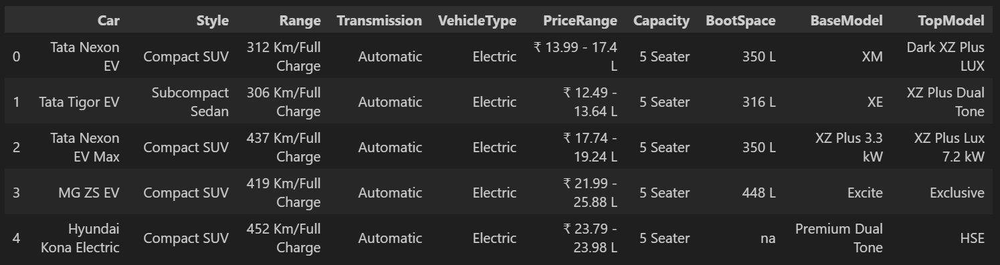 Car Style Range Transmission VehicleType PriceRange Capacity BootSpace BaseModel TopModel
0 Tata Nexon EV Compact SUV 312 Km/Full Charge Automatic Electric ₹ 13.99 - 17.4 L 5 Seater 350 L XM Dark XZ Plus LUX
1 Tata Tigor EV Subcompact Sedan 306 Km/Full Charge Automatic Electric ₹ 12.49 - 13.64 L 5 Seater 316 L XE XZ Plus Dual Tone
2 Tata Nexon EV Max Compact SUV 437 Km/Full Charge Automatic Electric ₹ 17.74 - 19.24 L 5 Seater 350 L XZ Plus 3.3 kW XZ Plus Lux 7.2 kW
3 MG ZS EV Compact SUV 419 Km/Full Charge Automatic Electric ₹ 21.99 - 25.88 L 5 Seater 448 L Excite Exclusive
4 Hyundai Kona Electric Compact SUV 452 Km/Full Charge Automatic Electric ₹ 23.79 - 23.98 L 5 Seater na Premium Dual Tone HSE